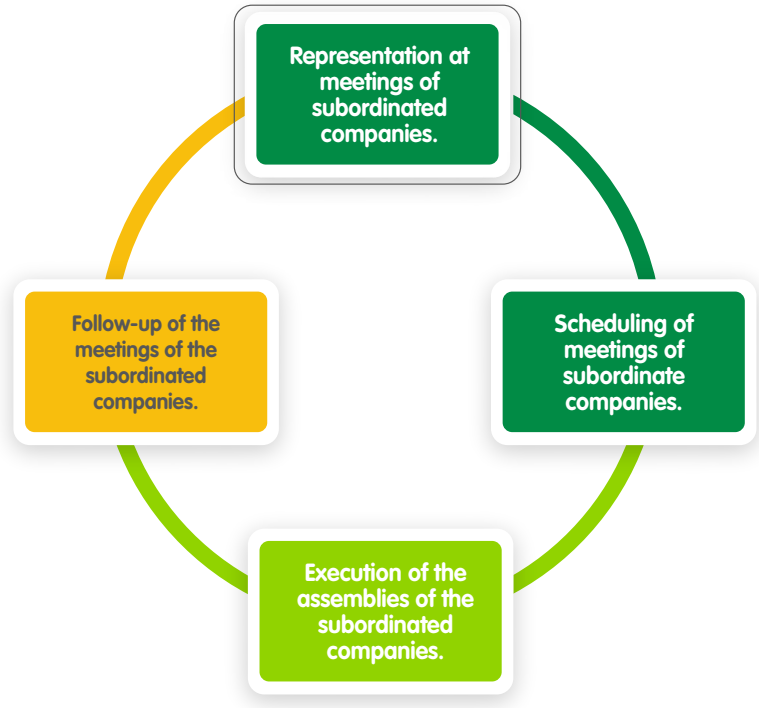 Representation at
meetings of
subordinated
companies.
Scheduling of
meetings of
subordinate
companies.
Execution of the
assemblies of the
subordinated
companies.
Follow-up of the
meetings of the
subordinated
companies.